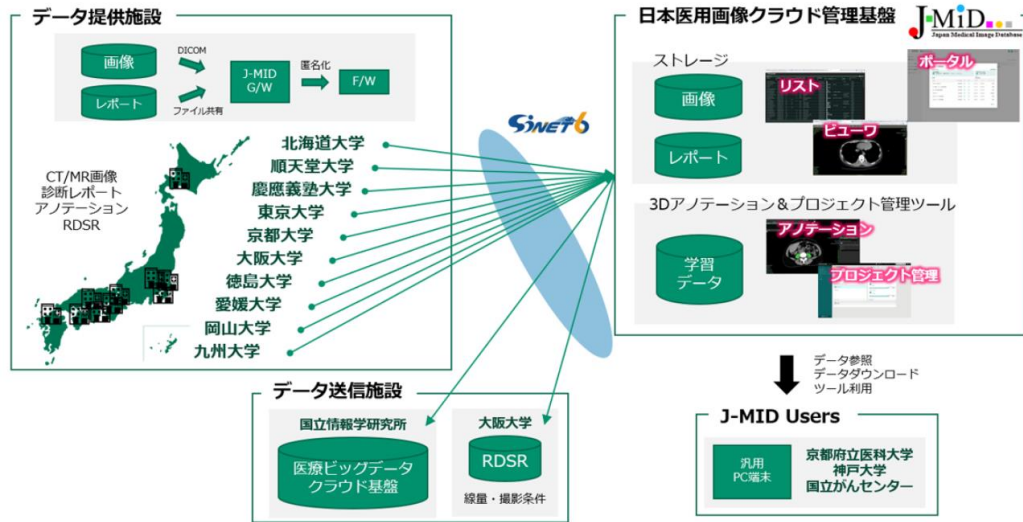 データ提供施設
画像
レポート
DICOM
ファイル共有
J-MID
G/W
匿名化
F/W
CT/MR画像
診断レポート
アノテーション
RDSR
北海道大学
順天堂大学
慶應義塾大学
東京大学
京都大学
大阪大学
徳島大学
愛媛大学
岡山大学
九州大学
SINET6
日本医用画像クラウド管理基盤
J-MiD
Japan Medical Image Database
ストレージ
画像
レポート
リスト
ポータル
ビューワ
3Dアノテーション&プロジェクト管理ツール
学習
データ
アノテーション
プロジェクト管理
データ送信施設
国立情報学研究所
医療ビッグデータ
クラウド基盤
大阪大学
RDSR
線量・撮影条件
データ参照
データダウンロード
ツール利用
J-MID Users
汎用
PC端末
京都府立医科大学
神戸大学
国立がんセンター